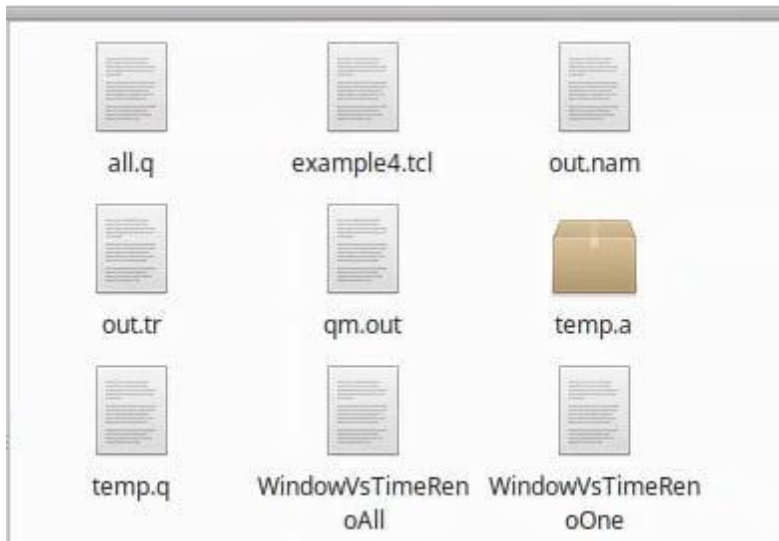 all.q
example4.tcl
out.nam
out.tr
qm.out
temp.a
temp.q
WindowVsTimeRen
oAll
WindowVsTimeRen
oOne